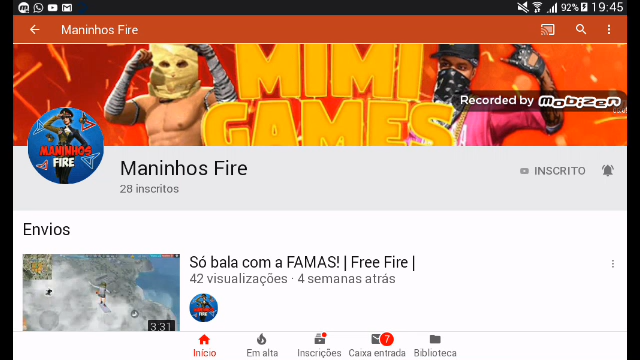 92% 19:45
Maninhos Fire
MIMI
GAMES
Recorded by MOBIZEN
MANINHOS
FIRE
Maninhos Fire
28 inscritos
INSCRITO
Envios
Só bala com a FAMAS! | Free Fire |
42 visualizações · 4 semanas atrás
MANINHOS
FIRE
3:31
7
Início Em alta Inscrições Caixa entrada Biblioteca